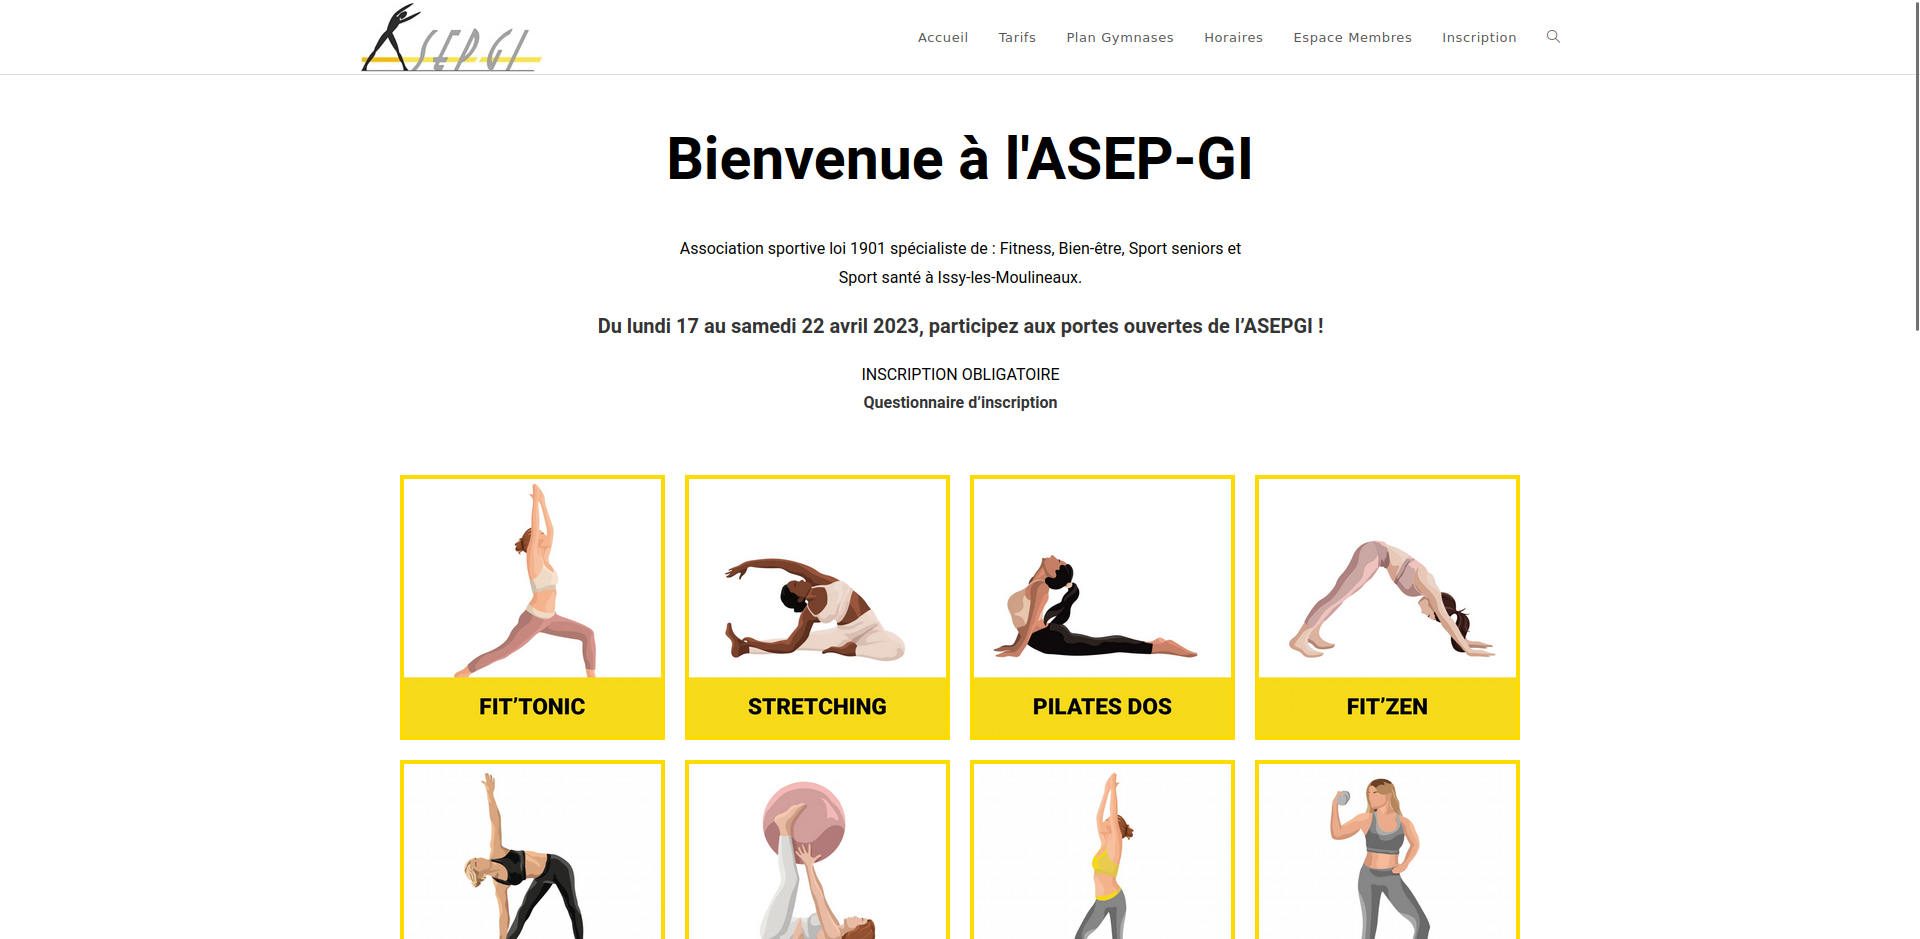 ASEPGI
Accueil
Tarifs
Plan Gymnases
Horaires
Espace Membres
Inscription
Bienvenue à l'ASEP-GI
Association sportive loi 1901 spécialiste de : Fitness, Bien-être, Sport seniors et
Sport santé à Issy-les-Moulineaux.
Du lundi 17 au samedi 22 avril 2023, participez aux portes ouvertes de l’ASEPGI !
INSCRIPTION OBLIGATOIRE
Questionnaire d’inscription
FIT’TONIC
STRETCHING
PILATES DOS
FIT’ZEN